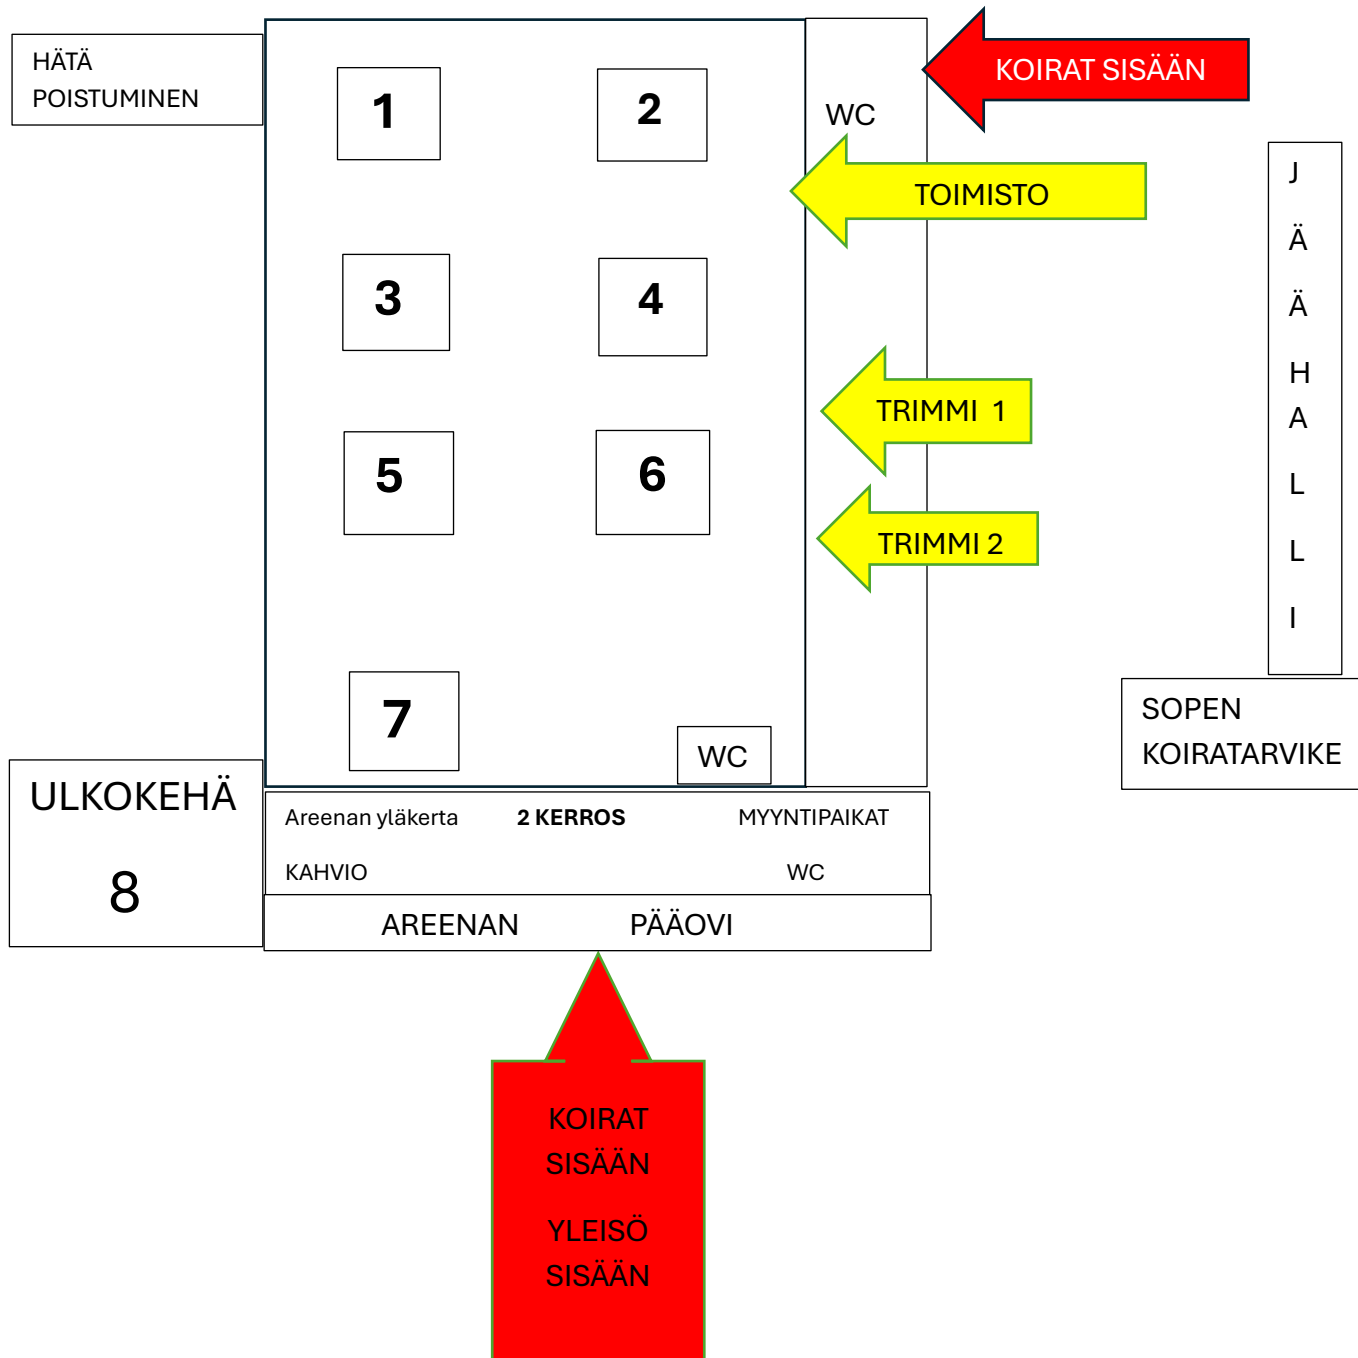 HÄTÄ
POISTUMINEN
1
2
WC
KOIRAT SISÄÄN
TOIMISTO
3
4
TRIMMI 1
5
6
TRIMMI 2
J
Ä
Ä
H
A
L
L
I
7
WC
SOPEN
KOIRATARVIKE
ULKOKEHÄ
8
Areenan yläkerta 2 KERROS MYYNTIPAIKAT
KAHVIO WC
AREENAN PÄÄOVI
KOIRAT
SISÄÄN
YLEISÖ
SISÄÄN